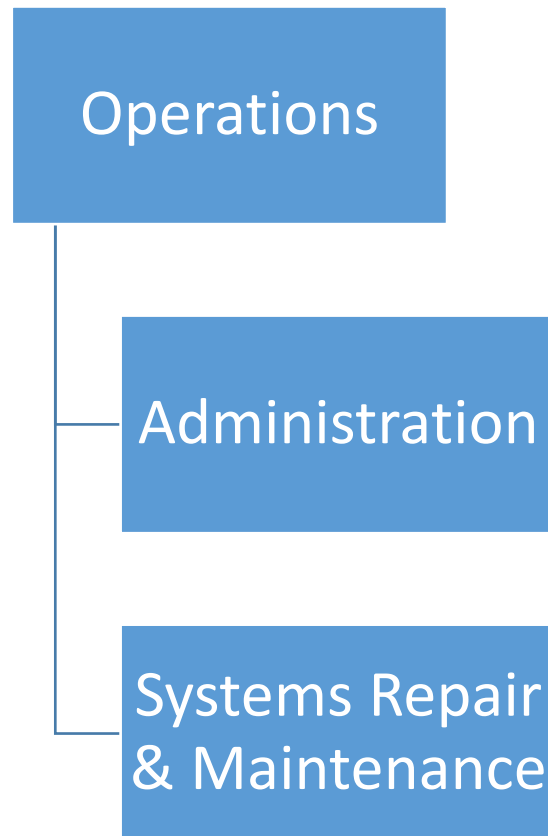 Operations
Administration
Systems Repair
& Maintenance